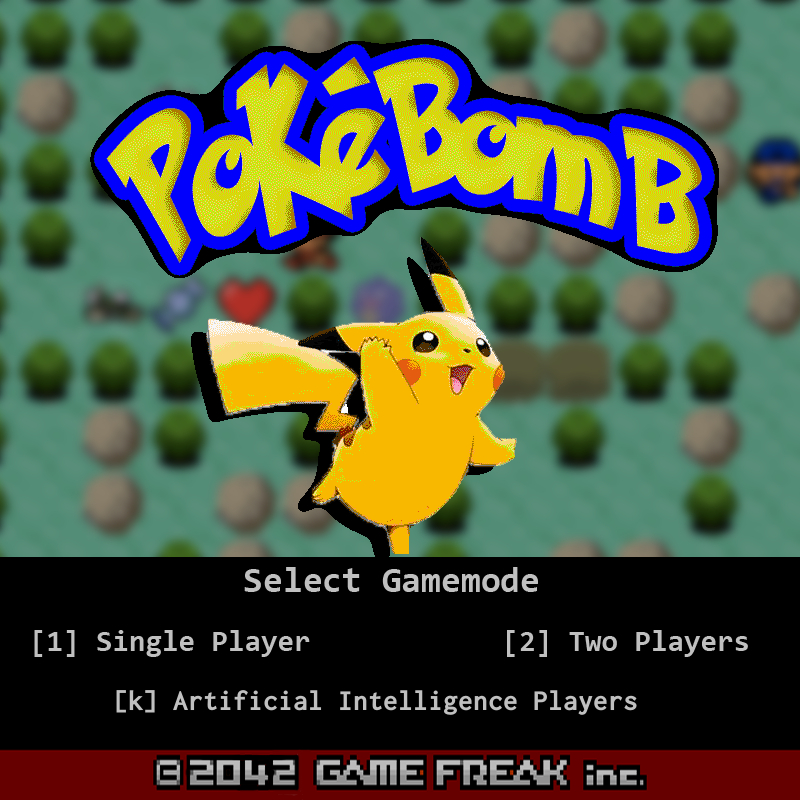 PokéBomB
Select Gamemode
[1] Single Player [2] Two Players
[k] Artificial Intelligence Players
©2042 GAME FREAK inc.